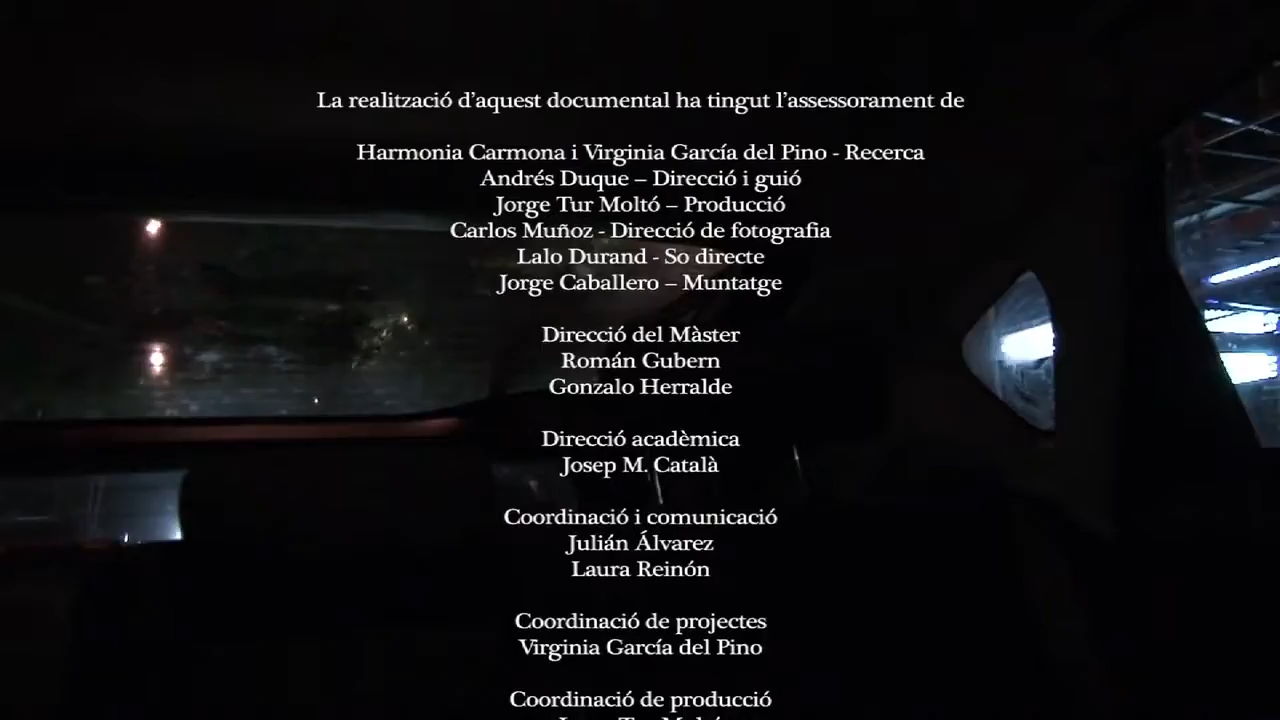 La realització d’aquest documental ha tingut l’assessorament de
Harmonia Carmona i Virginia García del Pino - Recerca
Andrés Duque – Direcció i guió
Jorge Tur Moltó – Producció
Carlos Muñoz - Direcció de fotografia
Lalo Durand - So directe
Jorge Caballero – Muntatge
Direcció del Màster
Román Gubern
Gonzalo Herralde
Direcció acadèmica
Josep M. Català
Coordinació i comunicació
Julián Álvarez
Laura Reinón
Coordinació de projectes
Virginia García del Pino
Coordinació de producció